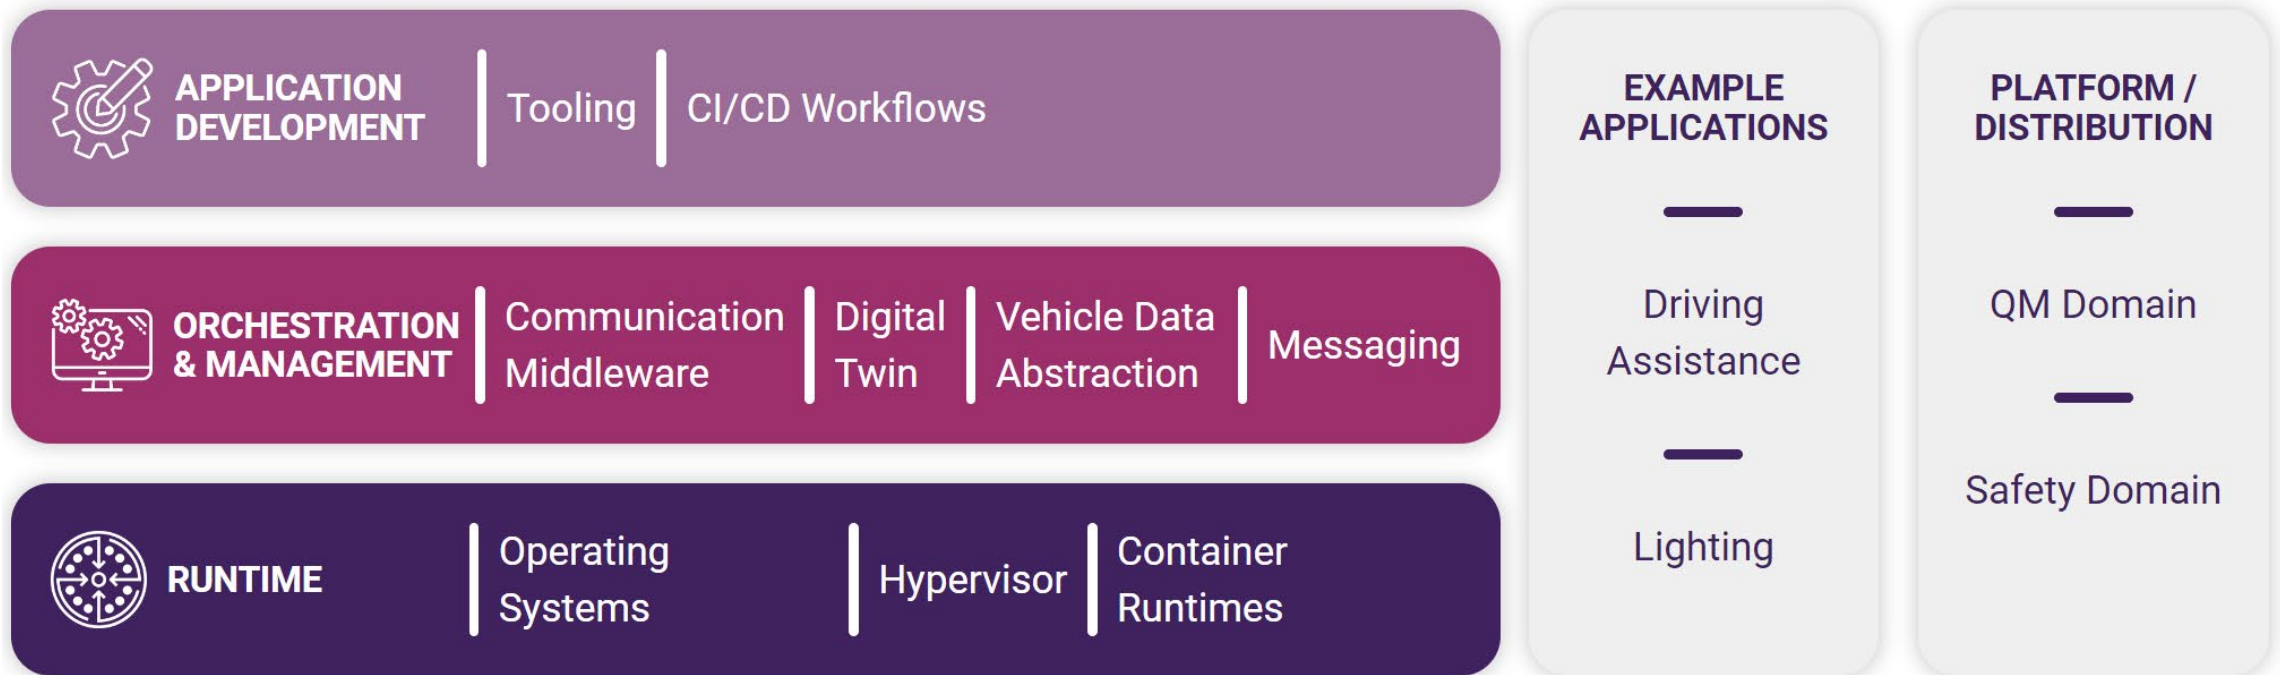 APPLICATION
DEVELOPMENT
Tooling
CI/CD Workflows
ORCHESTRATION
& MANAGEMENT
Communication
Middleware
Digital
Twin
Vehicle Data
Abstraction
Messaging
RUNTIME
Operating
Systems
Hypervisor
Container
Runtimes
EXAMPLE
APPLICATIONS
Driving
Assistance
Lighting
PLATFORM /
DISTRIBUTION
QM Domain
Safety Domain